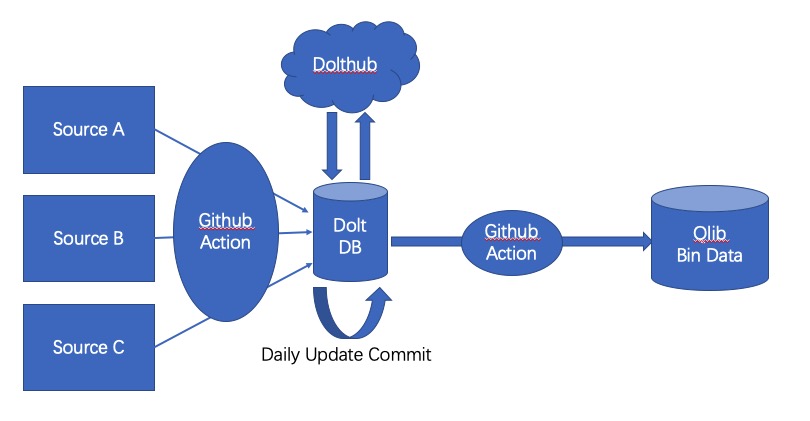 Dolthub
Source A
Source B
Source C
Github
Action
Dolt
DB
Github
Action
Qlib
Bin Data
Daily Update Commit